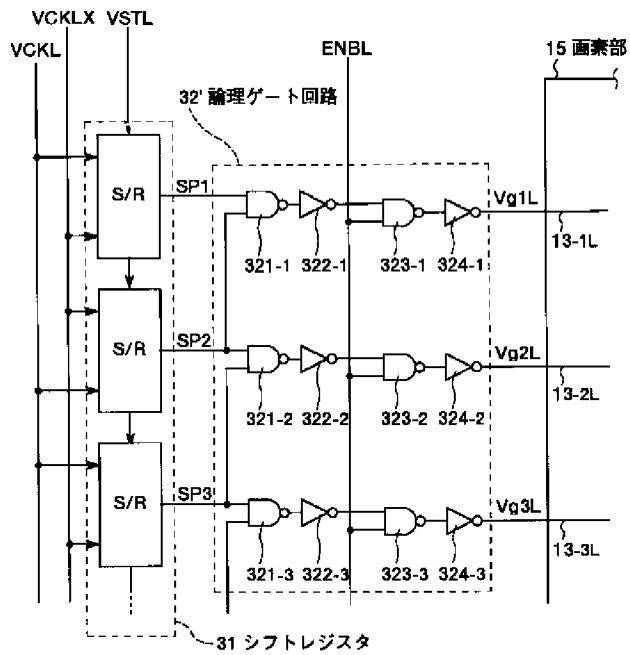 VCKLX VSTL
VCKL
ENBL
15 画素部
32' 論理ゲート回路
S/R
SP1
Vg1L
321-1
322-1
323-1
324-1
13-1L
S/R
SP2
Vg2L
321-2
322-2
323-2
324-2
13-2L
S/R
SP3
Vg3L
321-3
322-3
323-3
324-3
13-3L
31 シフトレジスタ